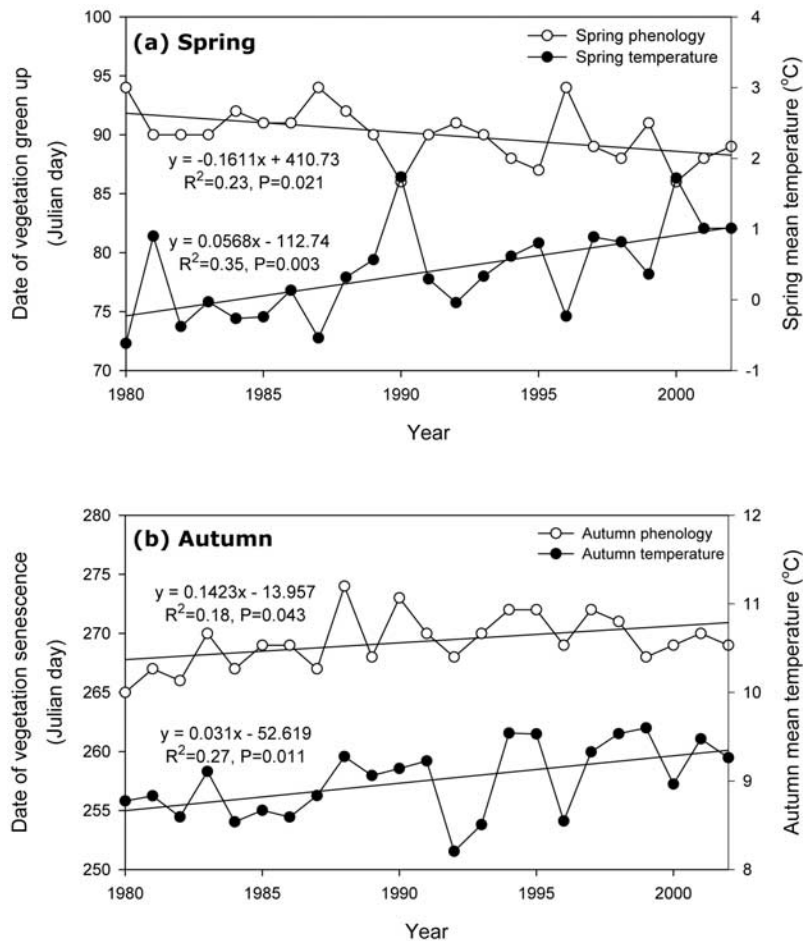 (a) Spring
Spring phenology
Spring temperature
Date of vegetation green up
(Julian day)
100
95
90
85
80
75
70
y = -0.1611x + 410.73
R²=0.23, P=0.021
y = 0.0568x - 112.74
R²=0.35, P=0.003
4
3
2
1
0
-1
Spring mean temperature (°C)
1980 1985 1990 1995 2000
Year
(b) Autumn
Autumn phenology
Autumn temperature
Date of vegetation senescence
(Julian day)
280
275
270
265
260
255
250
y = 0.1423x - 13.957
R²=0.18, P=0.043
y = 0.031x - 52.619
R²=0.27, P=0.011
12
11
10
9
8
Autumn mean temperature (°C)
1980 1985 1990 1995 2000
Year